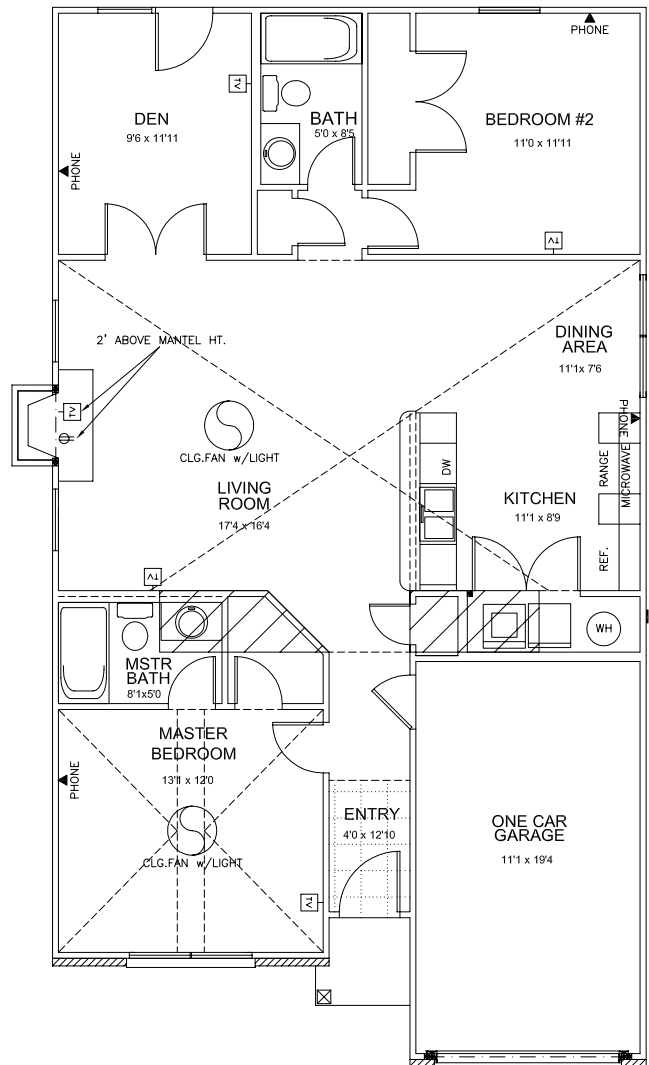 PHONE
TV
DEN
9'6 x 11'11
BATH
5'0 x 8'5
BEDROOM #2
11'0 x 11'11
PHONE
TV
2' ABOVE MANTEL HT.
DINING
AREA
11'1 x 7'6
TV
CLG.FAN w/LIGHT
PHONE
MICROWAVE
RANGE
DW
LIVING
ROOM
17'4 x 16'4
KITCHEN
11'1 x 8'9
REF.
TV
WH
MSTR
BATH
8'1x5'0
MASTER
BEDROOM
13'1 x 12'0
PHONE
ENTRY
4'0 x 12'10
ONE CAR
GARAGE
11'1 x 19'4
CLG.FAN w/LIGHT
TV